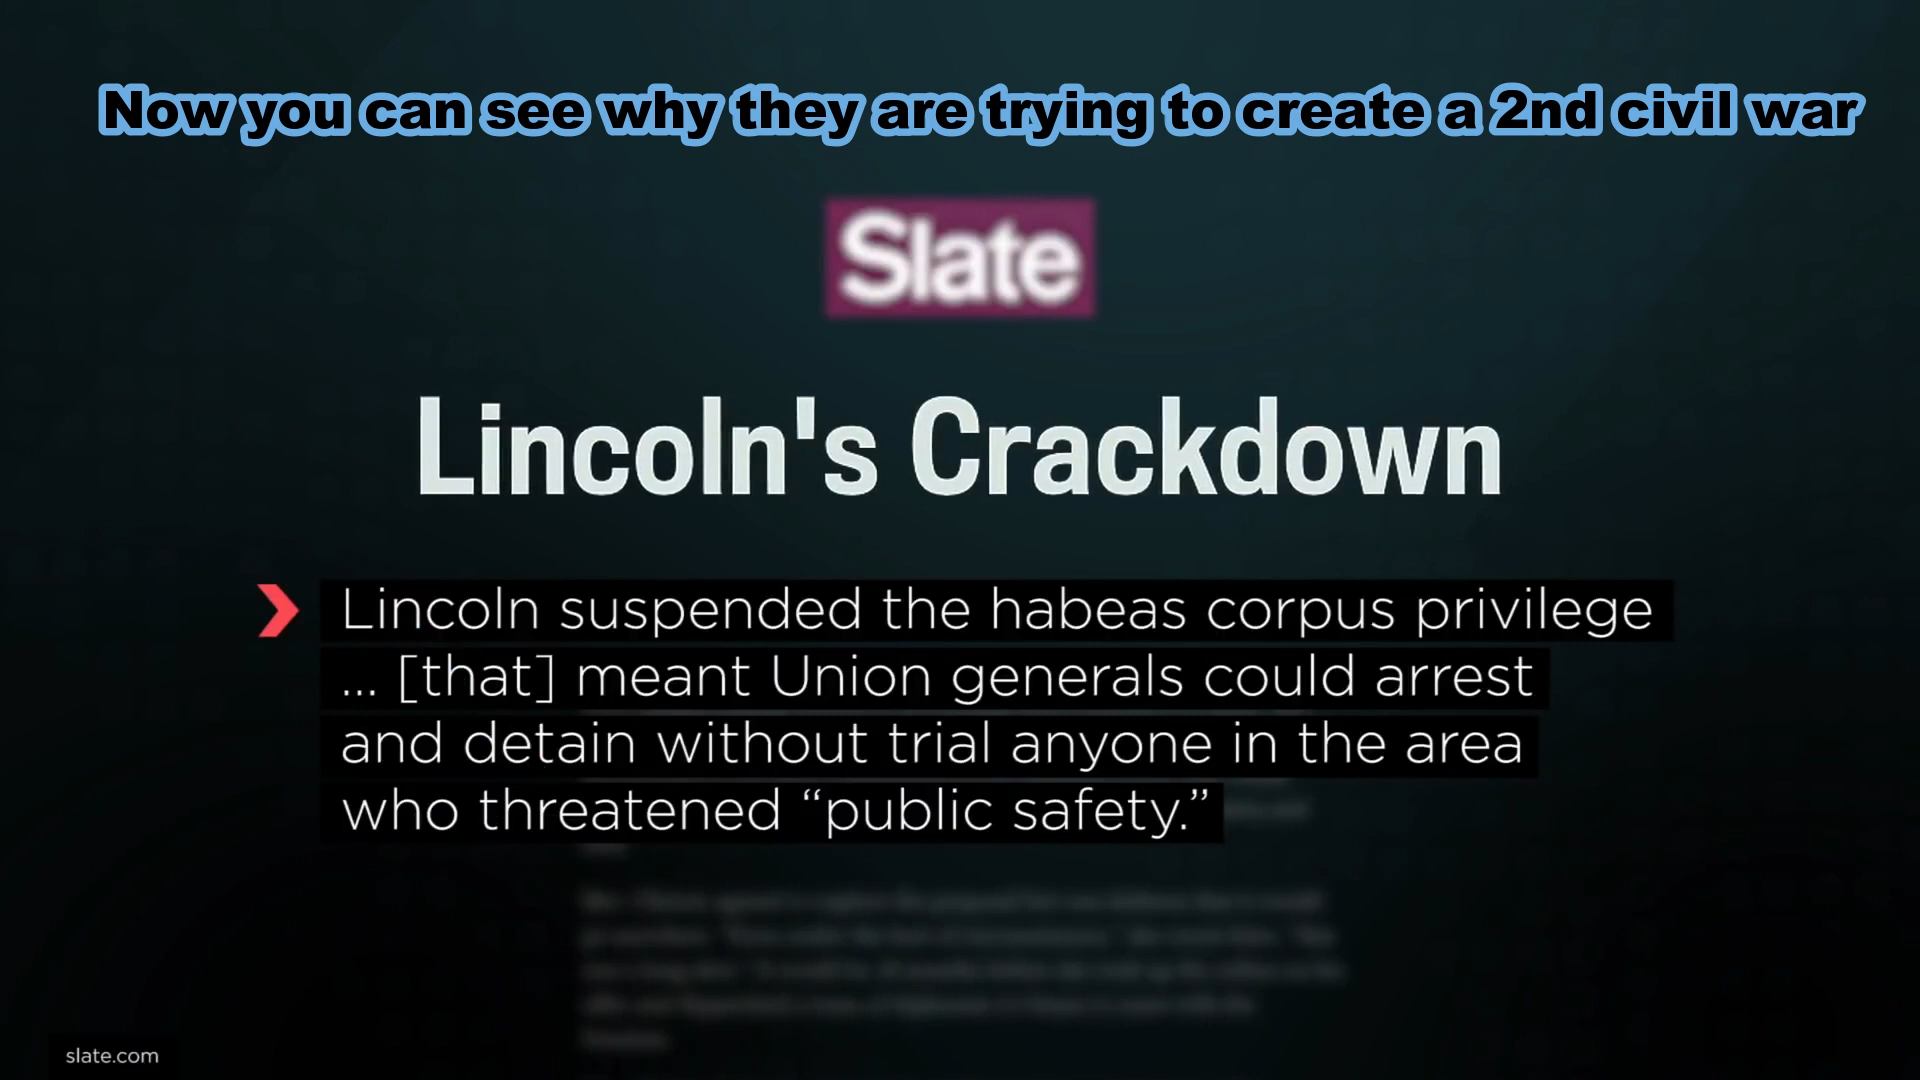 Now you can see why they are trying to create a 2nd civil war
Slate
Lincoln's Crackdown
Lincoln suspended the habeas corpus privilege
... [that] meant Union generals could arrest
and detain without trial anyone in the area
who threatened “public safety.”
slate.com